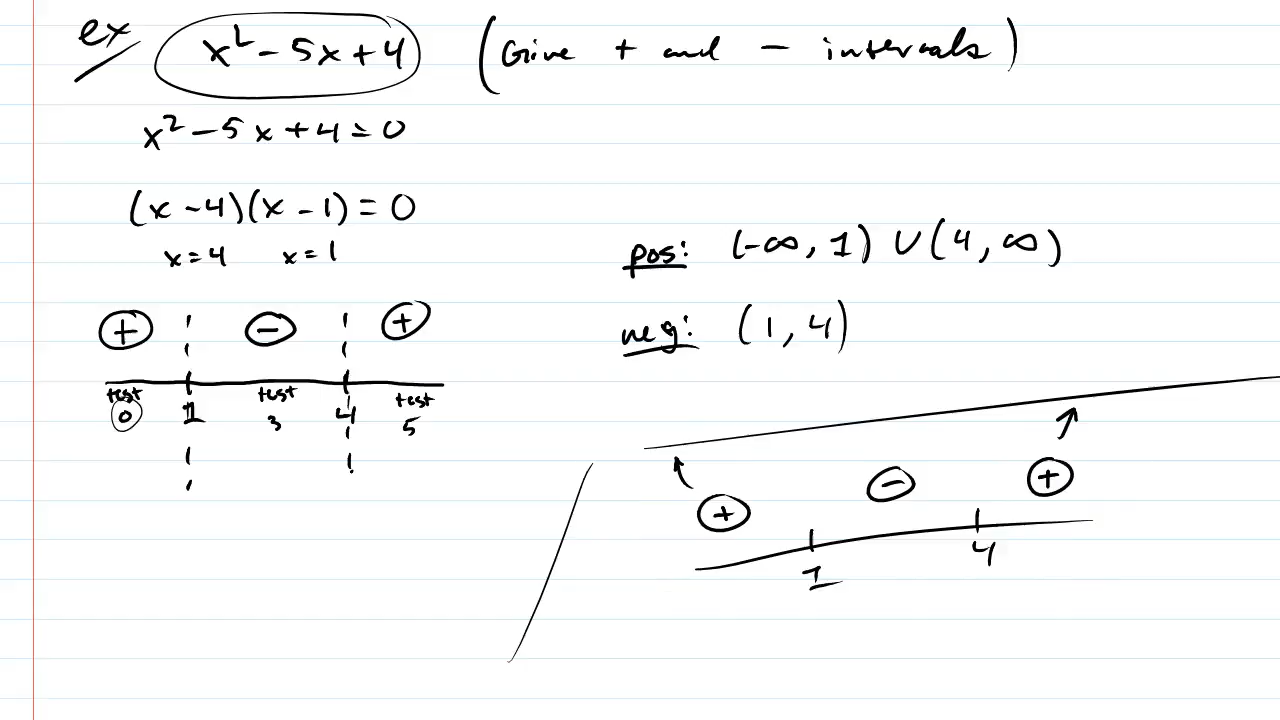 ex x² - 5x + 4 (Give + and - intervals)
x² - 5x + 4 = 0
(x - 4)(x - 1) = 0
x = 4 x = 1
pos: (-∞, 1) ∪ (4, ∞)
neg: (1, 4)
+ - +
test test test
0 1 3 4 5
+ - +
1 4